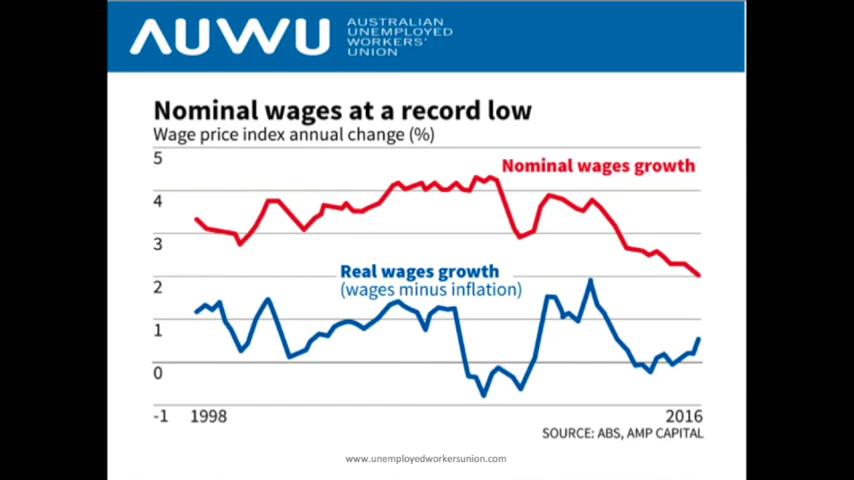 AUWU
AUSTRALIAN
UNEMPLOYED
WORKERS'
UNION
Nominal wages at a record low
Wage price index annual change (%)
5
Nominal wages growth
4
3
Real wages growth
(wages minus inflation)
2
1
0
-1 1998 2016
SOURCE: ABS, AMP CAPITAL
www.unemployedworkersunion.com